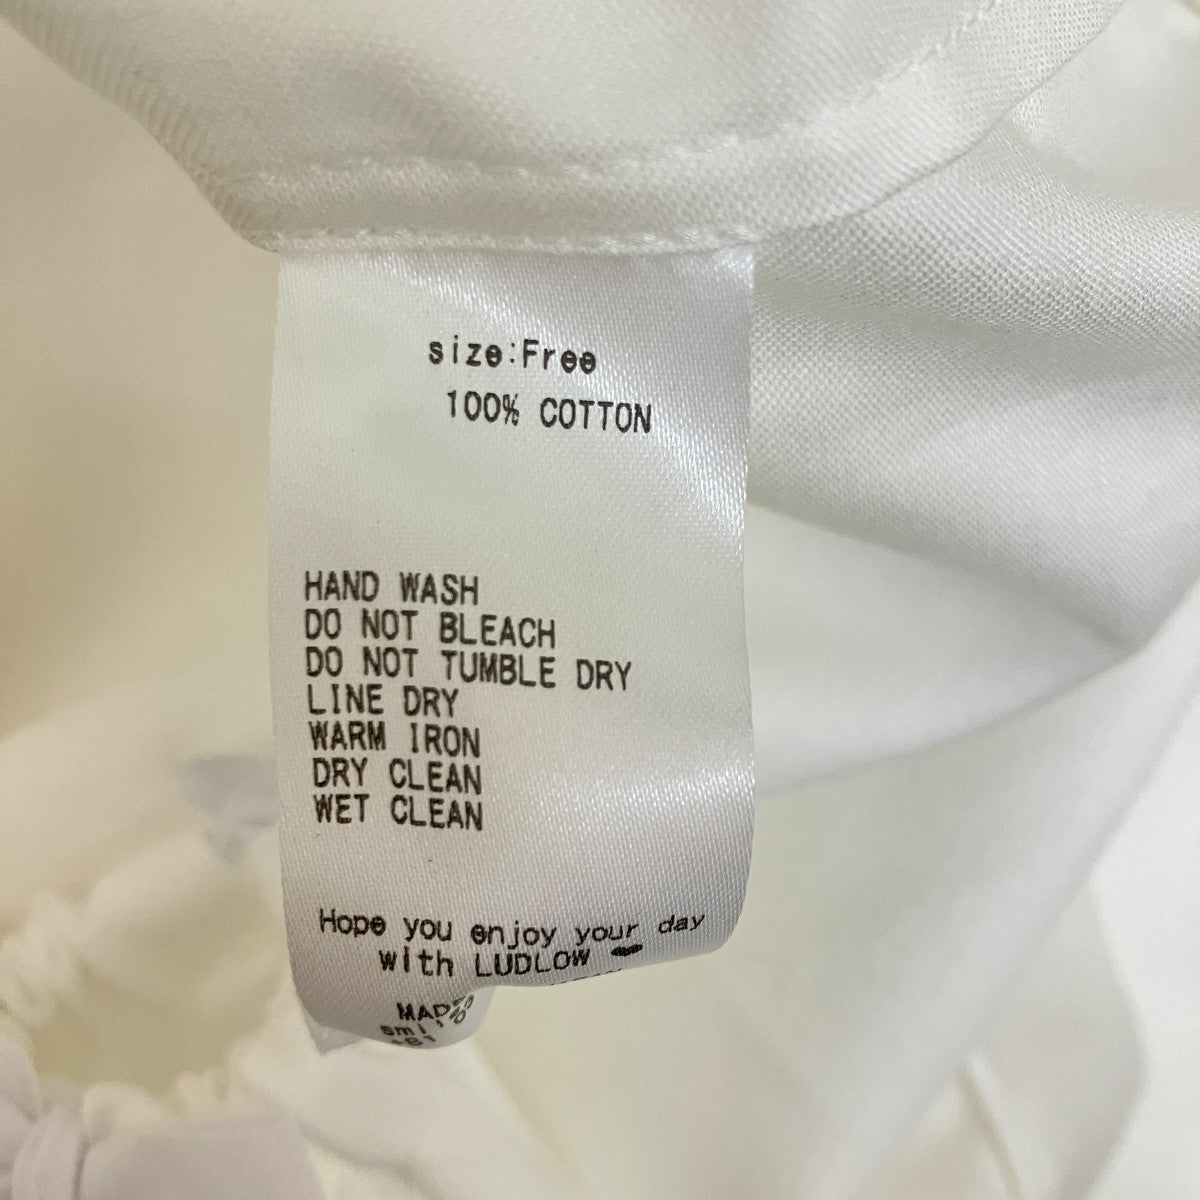 size:Free
100% COTTON
HAND WASH
DO NOT BLEACH
DO NOT TUMBLE DRY
LINE DRY
WARM IRON
DRY CLEAN
WET CLEAN
Hope you enjoy your day
with LUDLOW